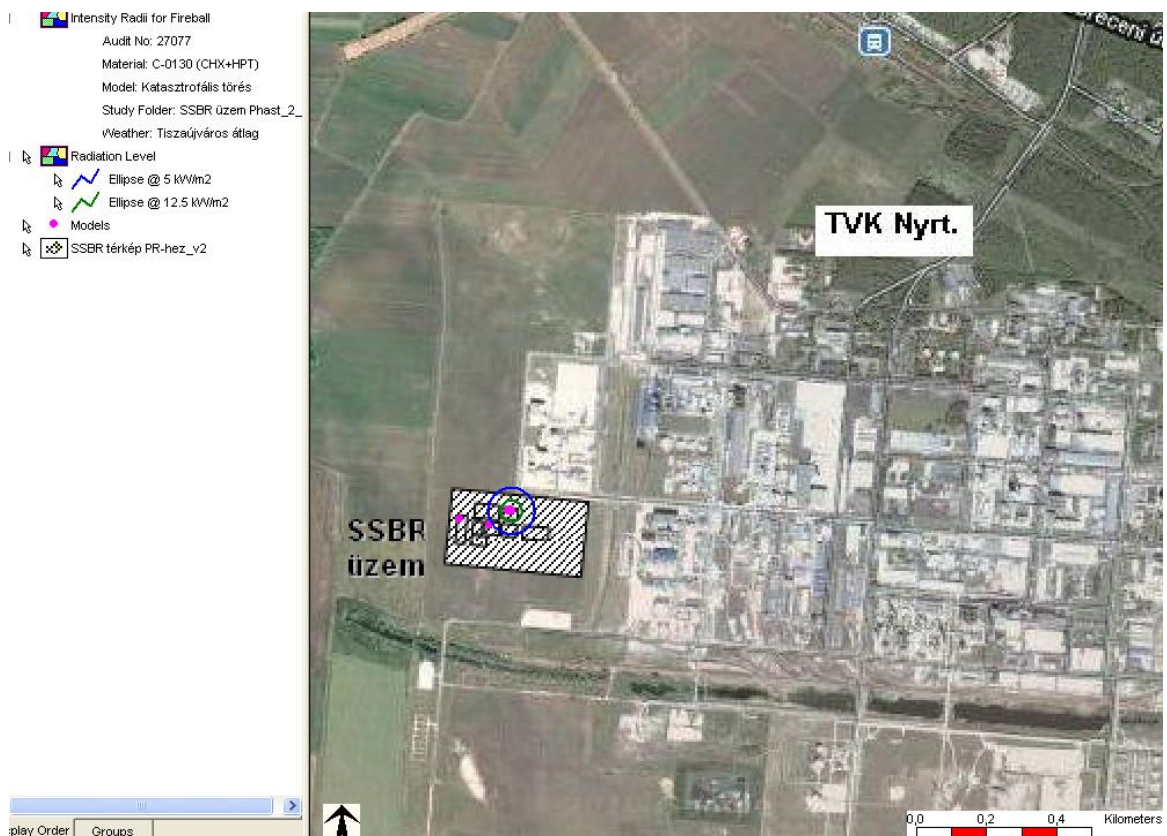 Intensity Radii for Fireball
Audit No: 27077
Material: C-0130 (CHX+HPT)
Model: Katasztrofális törés
Study Folder: SSBR üzem Phast_2_
Weather: Tiszaújváros átlag
Radiation Level
Ellipse @ 5 kW/m2
Ellipse @ 12.5 kW/m2
Models
SSBR térkép PR-hez_v2
TVK Nyrt.
SSBR
üzem
0,0 0,2 0,4 Kilometers
splay Order Groups